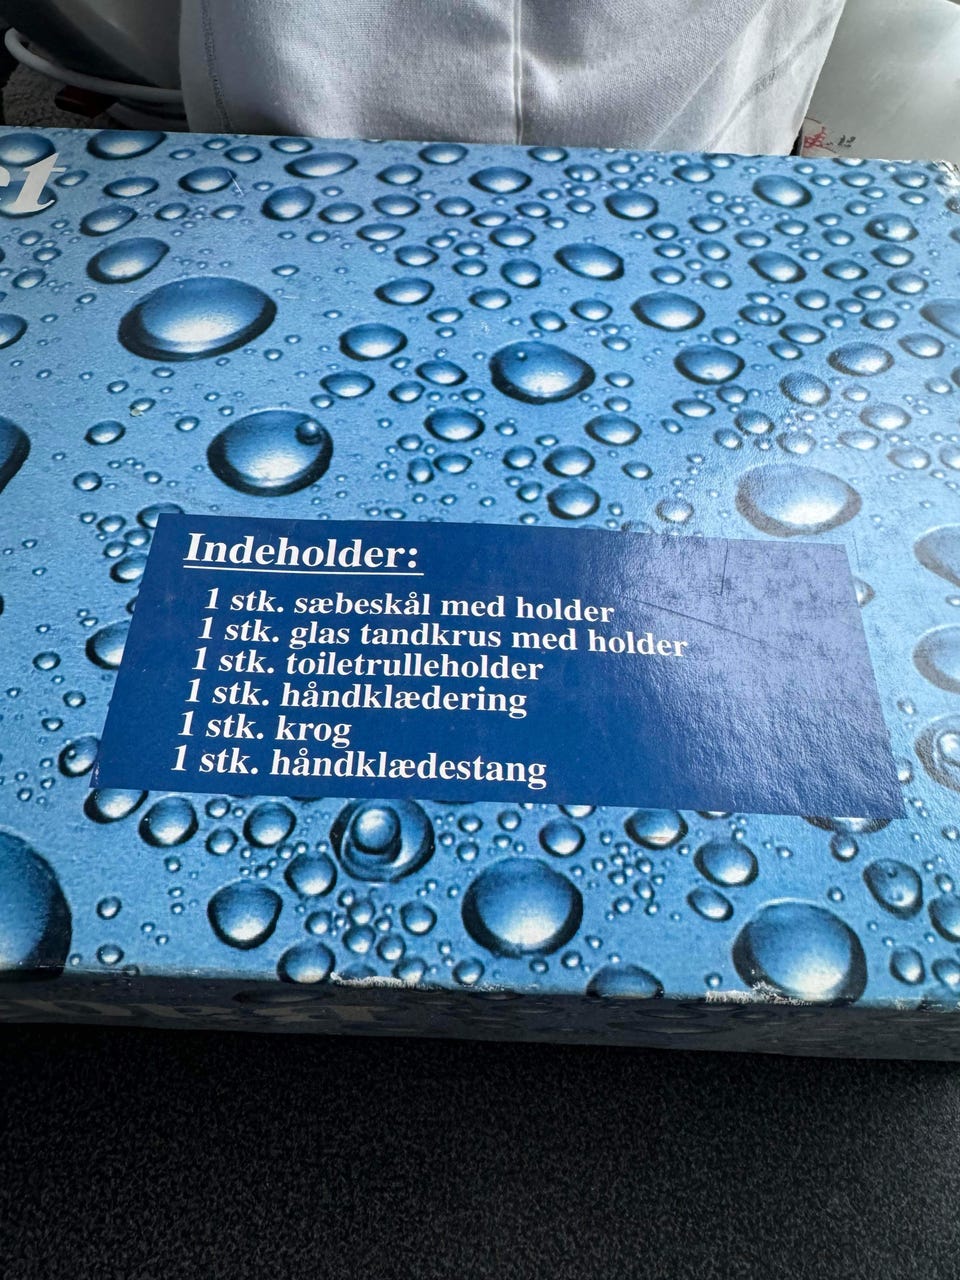 Indeholder:
1 stk. sæbeskål med holder
1 stk. glas tandkrus med holder
1 stk. toiletrulleholder
1 stk. håndklædering
1 stk. krog
1 stk. håndklædestang